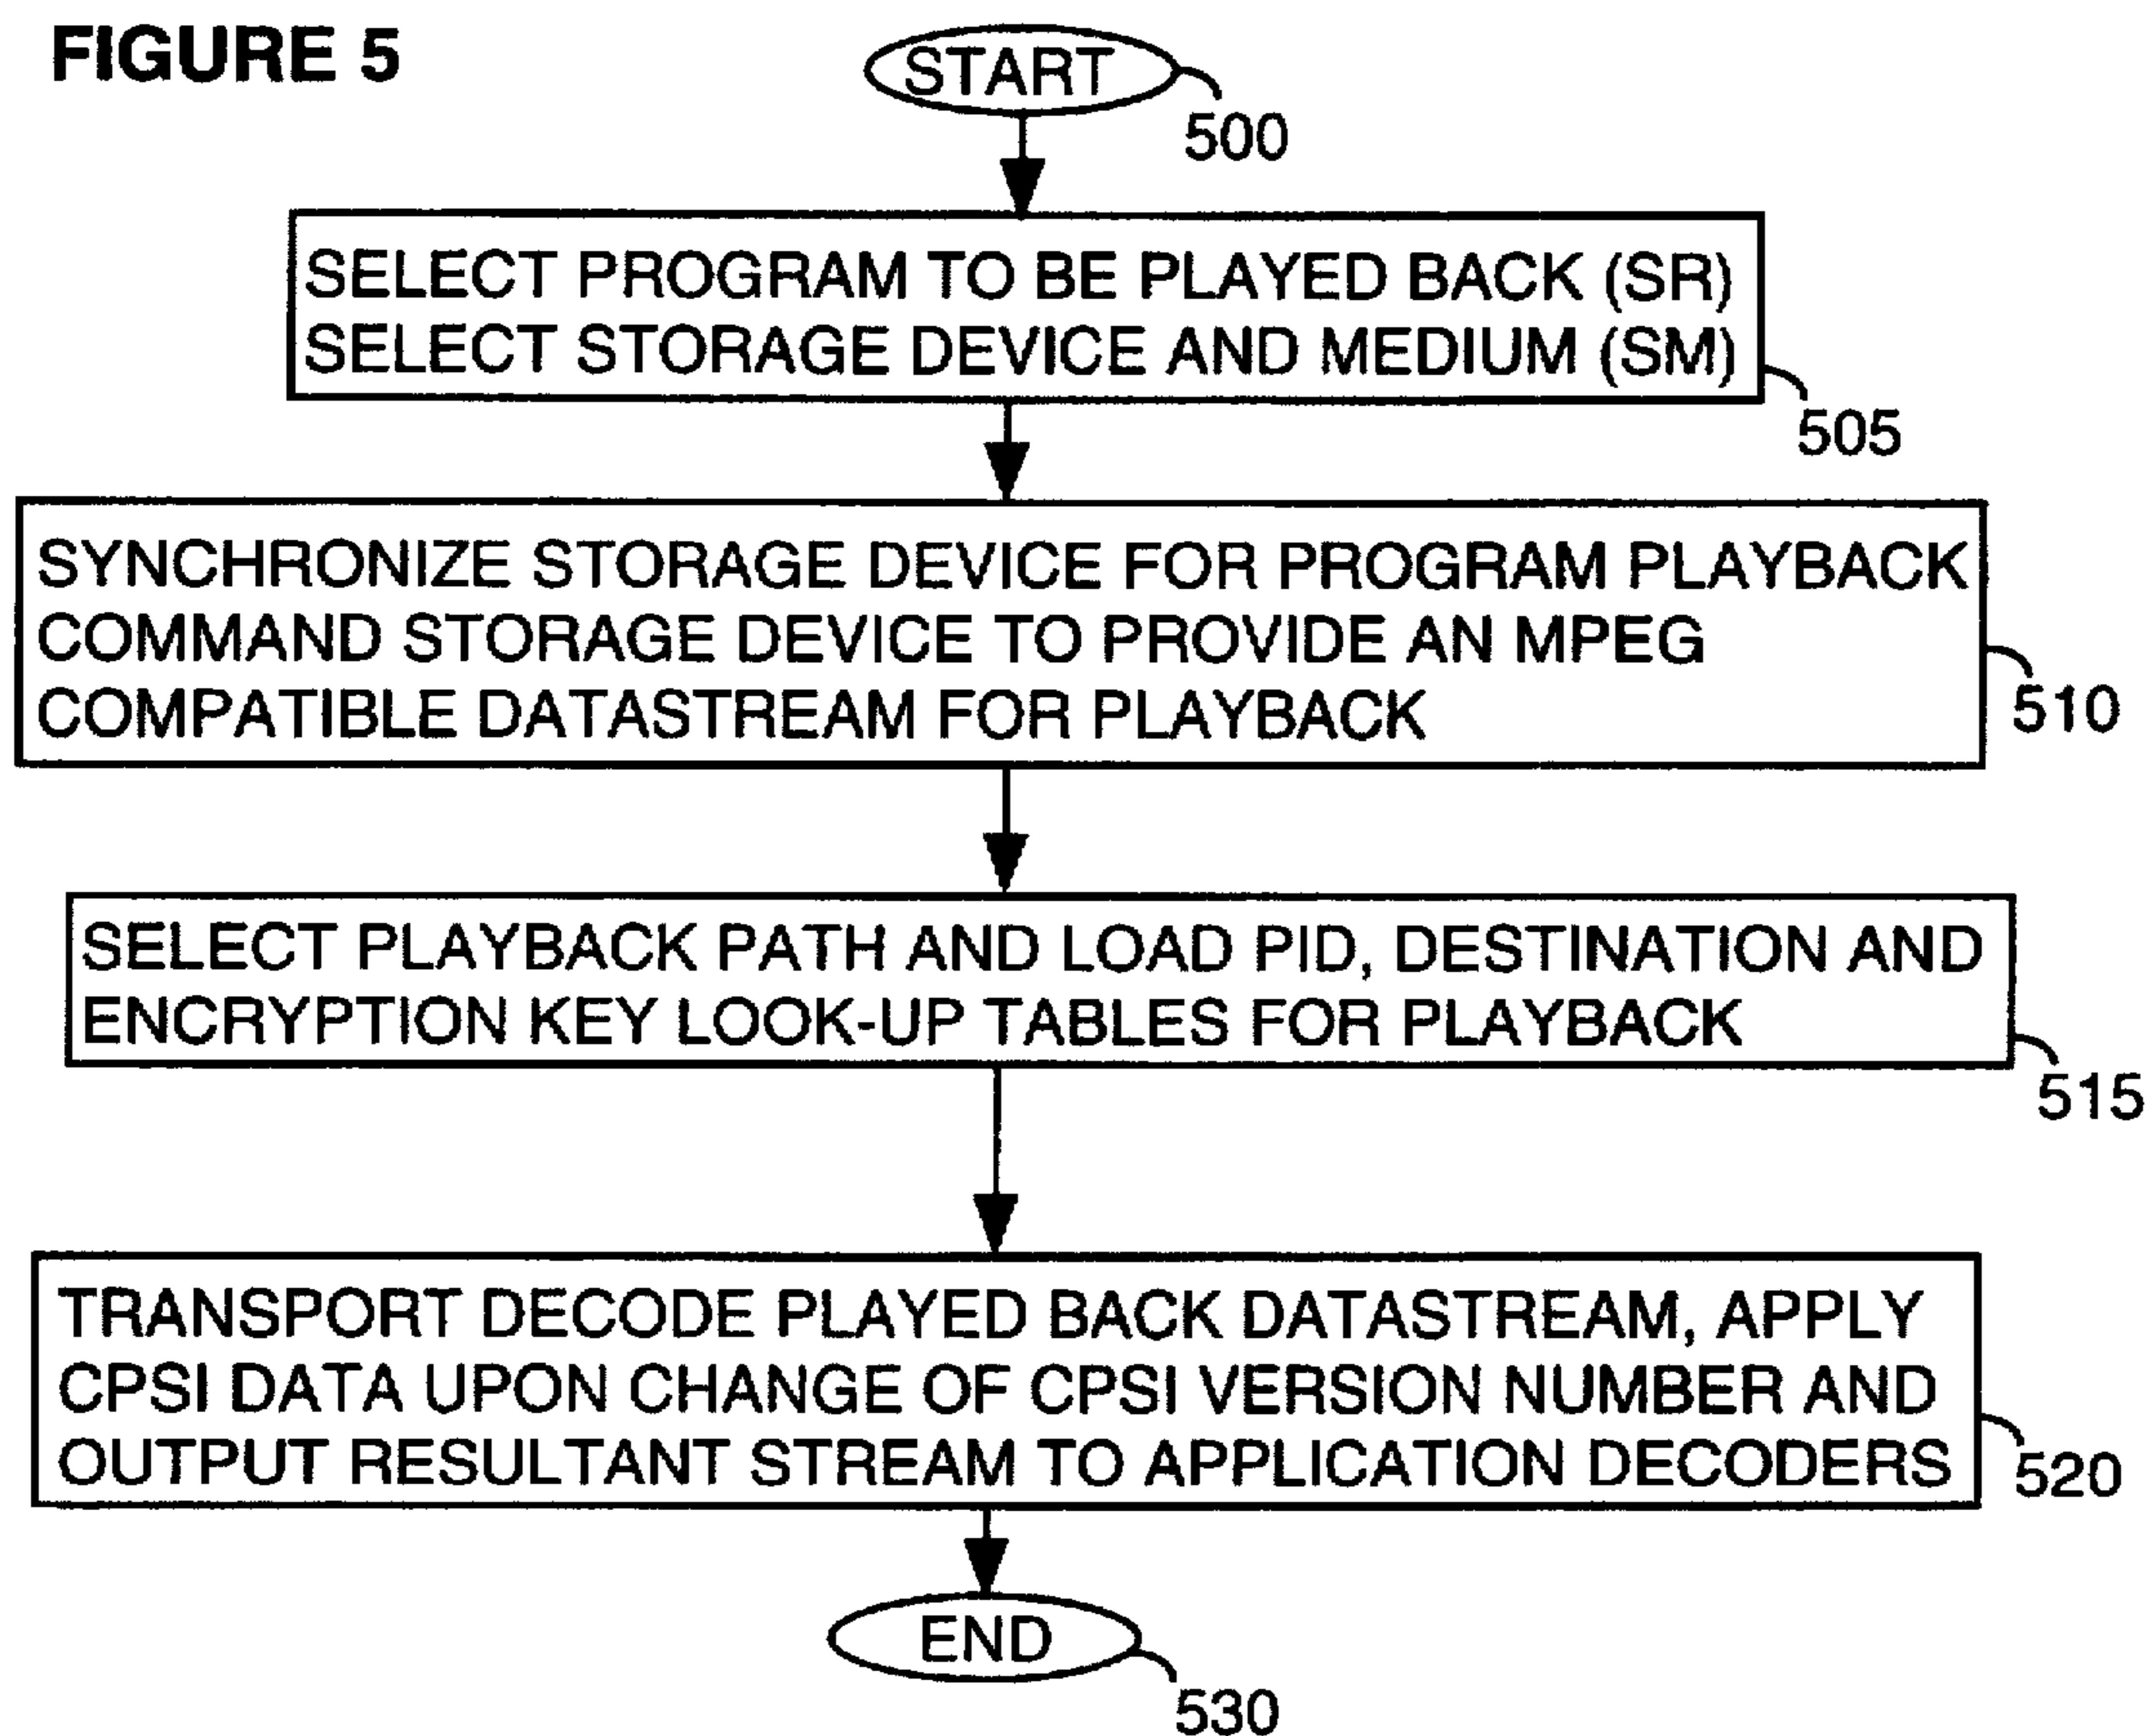 FIGURE 5
START
500
SELECT PROGRAM TO BE PLAYED BACK (SR)
SELECT STORAGE DEVICE AND MEDIUM (SM)
505
SYNCHRONIZE STORAGE DEVICE FOR PROGRAM PLAYBACK
COMMAND STORAGE DEVICE TO PROVIDE AN MPEG
COMPATIBLE DATASTREAM FOR PLAYBACK
510
SELECT PLAYBACK PATH AND LOAD PID, DESTINATION AND
ENCRYPTION KEY LOOK-UP TABLES FOR PLAYBACK
515
TRANSPORT DECODE PLAYED BACK DATASTREAM, APPLY
CPSI DATA UPON CHANGE OF CPSI VERSION NUMBER AND
OUTPUT RESULTANT STREAM TO APPLICATION DECODERS
520
END
530